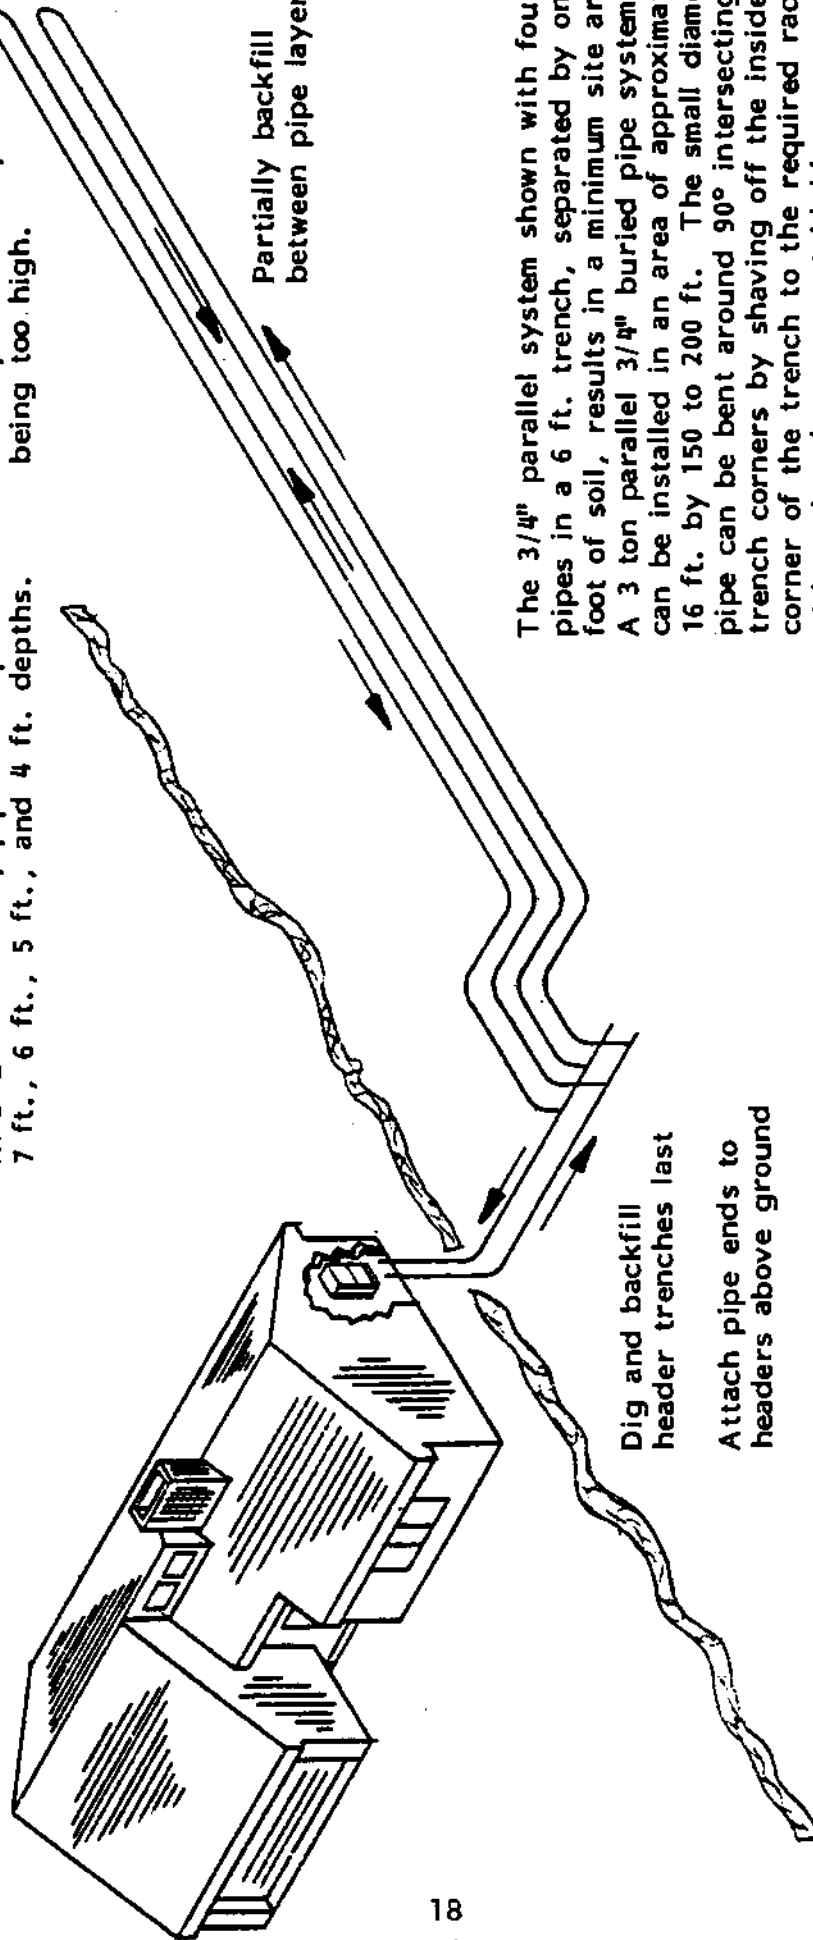 7 ft., 6 ft., 5 ft., and 4 ft. depths.
being too high.
Partially backfill
between pipe layer
Dig and backfill
header trenches last
Attach pipe ends to
headers above ground
The 3/4" parallel system shown with fou
pipes in a 6 ft. trench, separated by on
foot of soil, results in a minimum site ar
A 3 ton parallel 3/4" buried pipe system
can be installed in an area of approxima
16 ft. by 150 to 200 ft. The small diam
pipe can be bent around 90° intersecting
trench corners by shaving off the inside
corner of the trench to the required rad
18